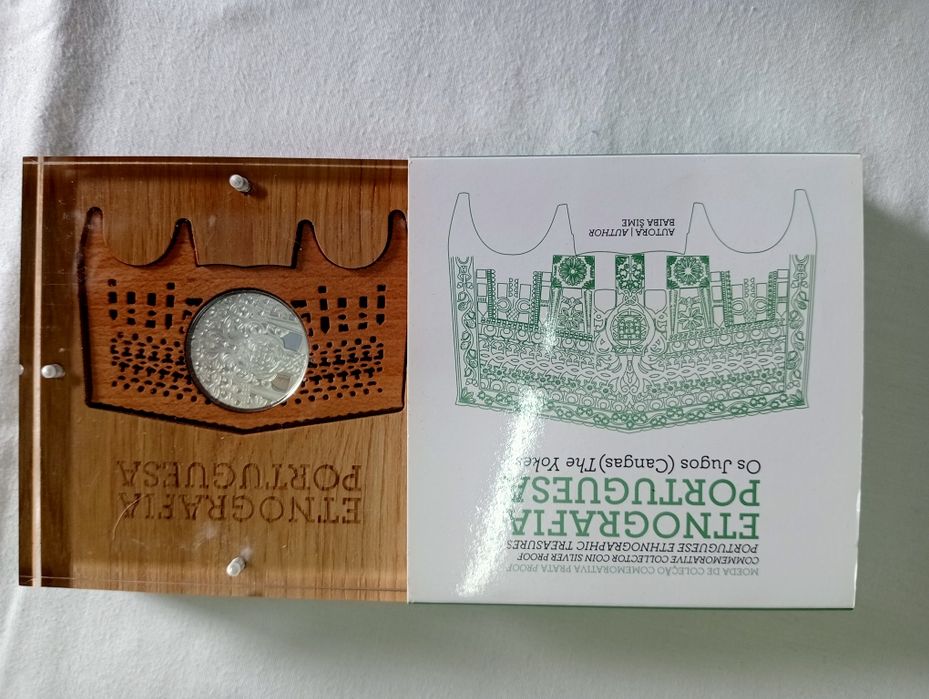 MOEDA DE COLEÇÃO COMEMORATIVA PRATA PROOF
COMMEMORATIVE COLLECTOR COIN SILVER PROOF
PORTUGUESE ETHNOGRAPHIC TREASURES
ETNOGRAFIA
PORTUGUESA
Os Jugos (Cangas) The Yokes
AUTORA | AUTHOR
BAIBA ŠIME
ETNOGRAFIA
PORTUGUESA